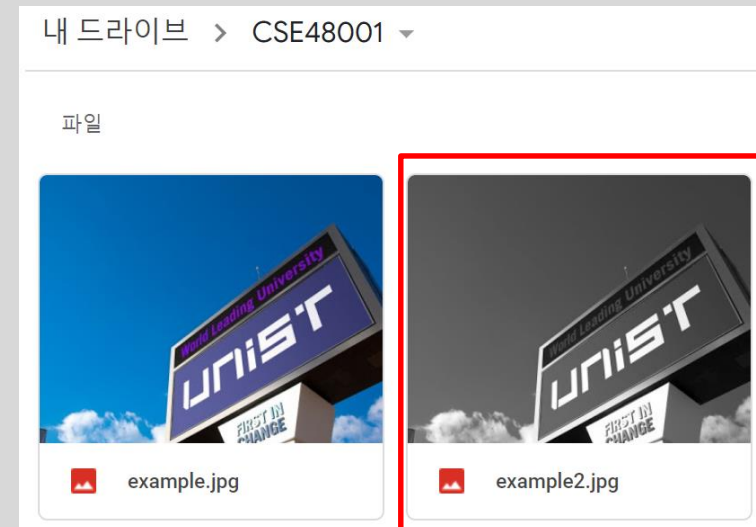 내 드라이브 > CSE48001
파일
World Leading University
UNIST
FIRST IN
CHANGE
World Leading University
UNIST
FIRST IN
CHANGE
example.jpg
example2.jpg